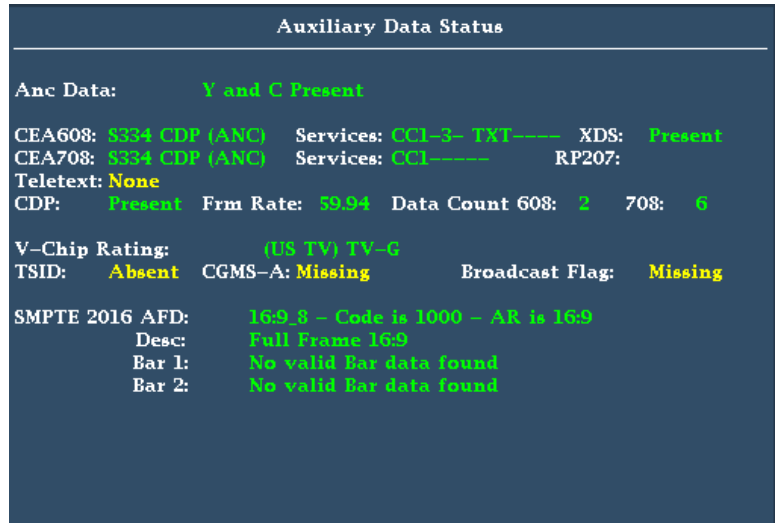 Auxiliary Data Status
Anc Data: Y and C Present
CEA608: S334 CDP (ANC) Services: CC1-3- TXT---- XDS: Present
CEA708: S334 CDP (ANC) Services: CC1----- RP207:
Teletext: None
CDP: Present Frm Rate: 59.94 Data Count 608: 2 708: 6
V-Chip Rating: (US TV) TV-G
TSID: Absent CGMS-A: Missing Broadcast Flag: Missing
SMPTE 2016 AFD: 16:9_8 - Code is 1000 - AR is 16:9
Desc: Full Frame 16:9
Bar 1: No valid Bar data found
Bar 2: No valid Bar data found